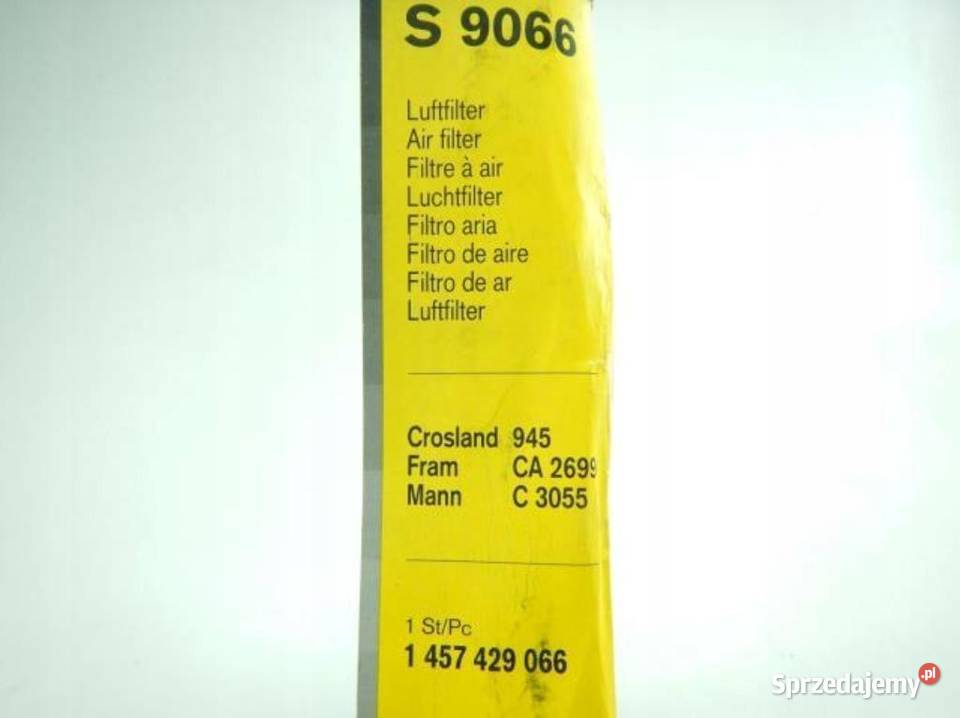 S 9066
Luftfilter
Air filter
Filtre à air
Luchtfilter
Filtro aria
Filtro de aire
Filtro de ar
Luftfilter
Crosland 945
Fram CA 2699
Mann C 3055
1 St/Pc
1 457 429 066
Sprzedajemy.pl